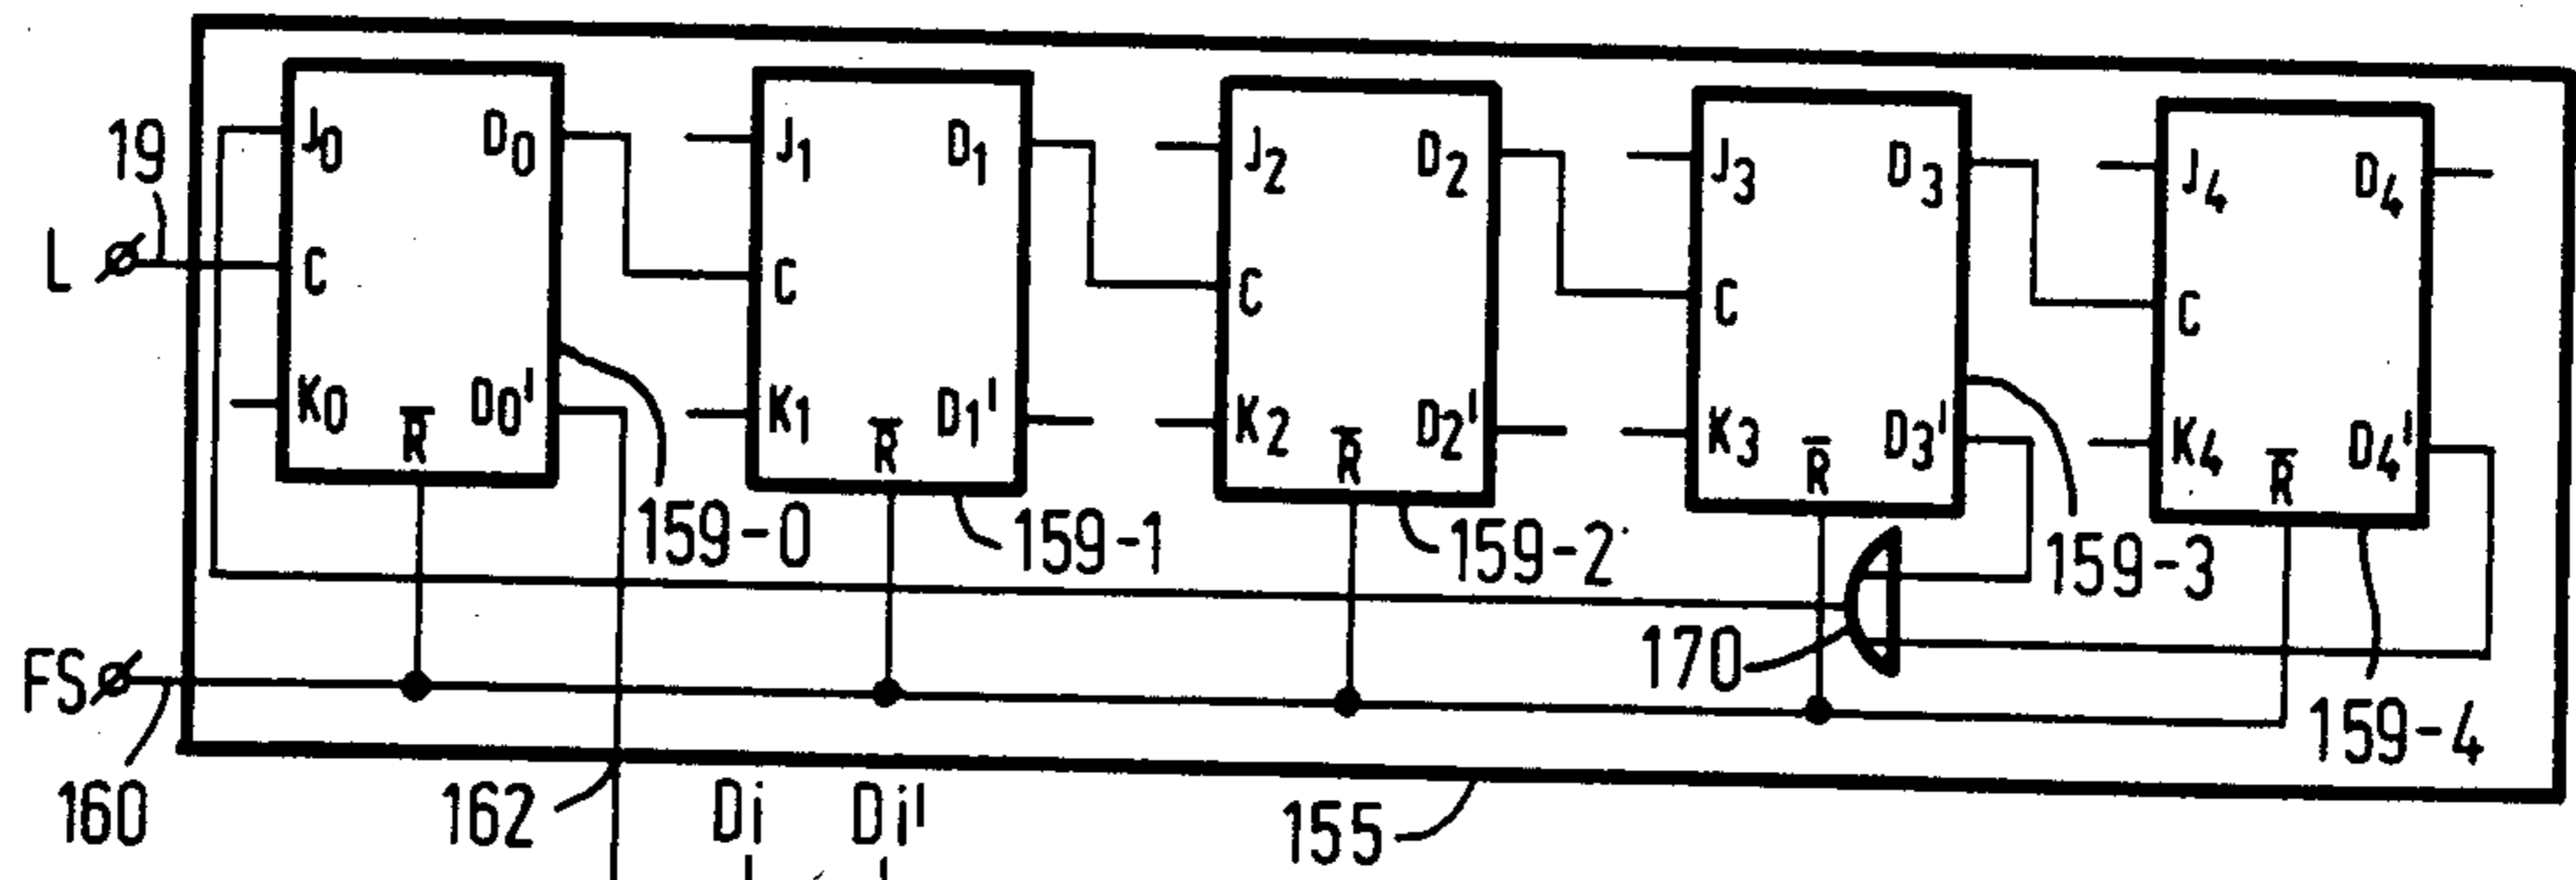 J0 D0 J1 D1 J2 D2 J3 D3 J4 D4
19
L C C C C C
K0 R̅ D0' K1 R̅ D1' K2 R̅ D2' K3 R̅ D3' K4 R̅ D4'
159-0 159-1 159-2 159-3
170
FS 159-4
160 162 Di Di' 155